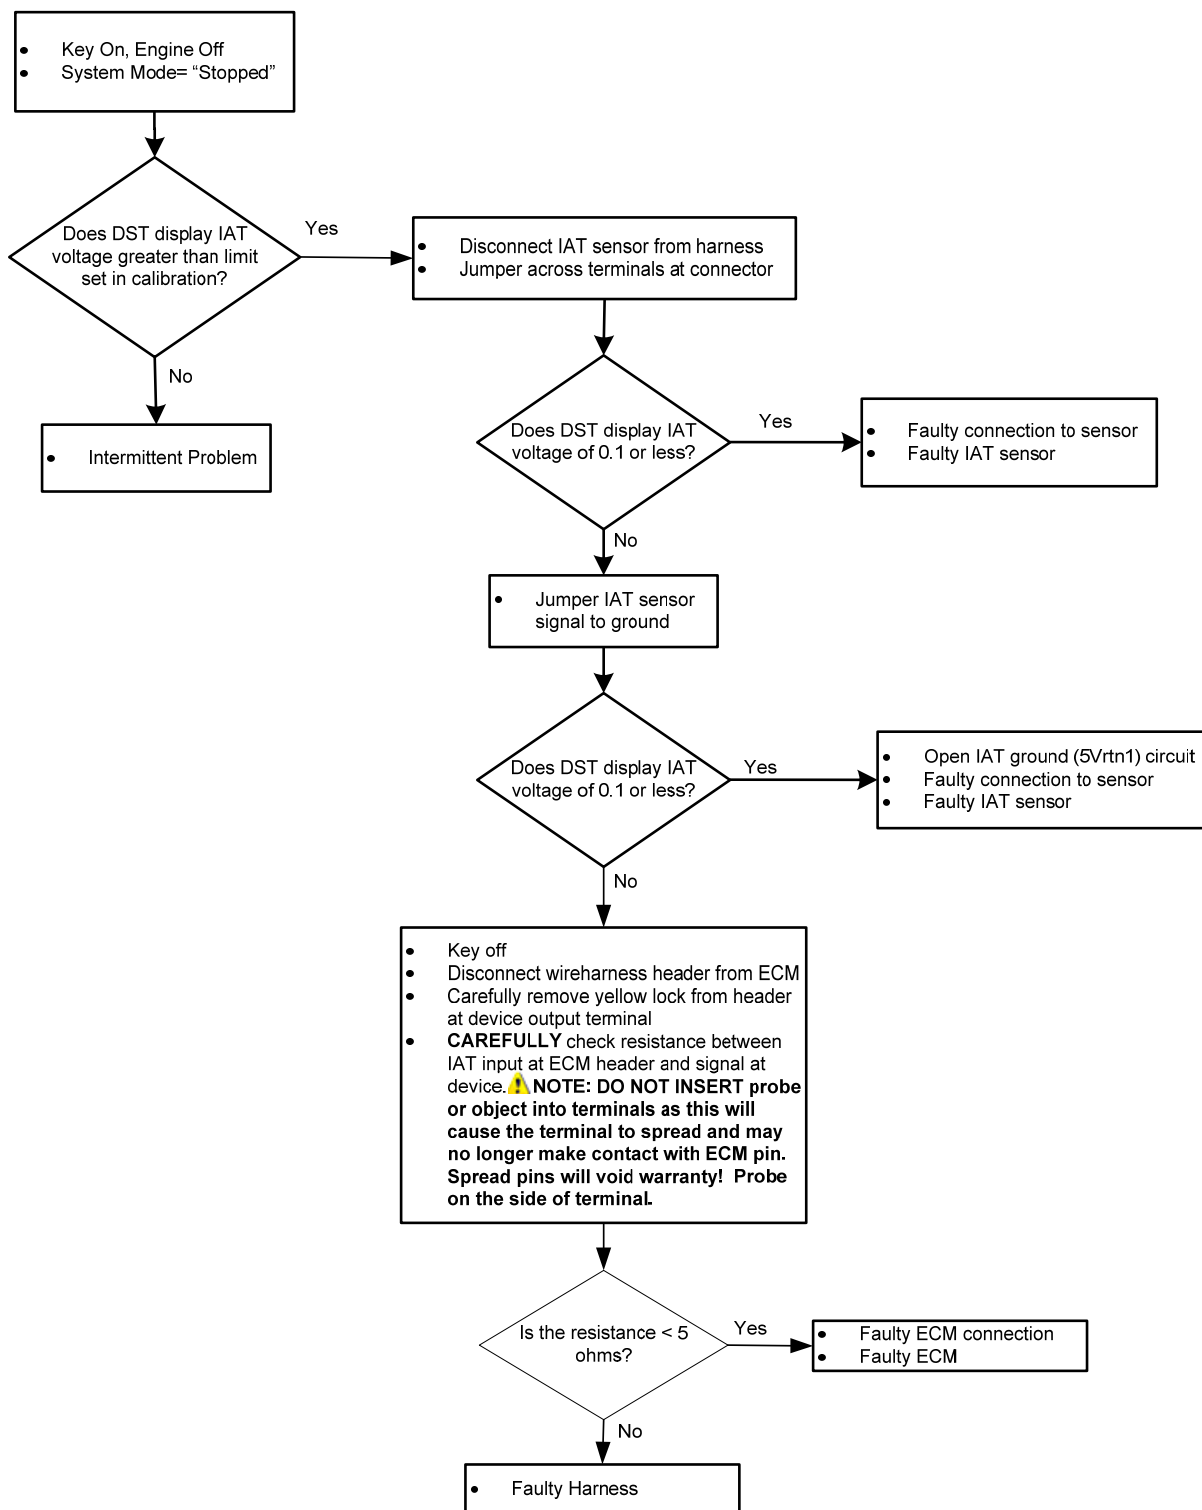 • Key On, Engine Off
• System Mode= “Stopped”
Does DST display IAT
voltage greater than limit
set in calibration?
Yes
• Disconnect IAT sensor from harness
• Jumper across terminals at connector
No
• Intermittent Problem
Does DST display IAT
voltage of 0.1 or less?
Yes
• Faulty connection to sensor
• Faulty IAT sensor
No
• Jumper IAT sensor
signal to ground
Does DST display IAT
voltage of 0.1 or less?
Yes
• Open IAT ground (5Vrtn1) circuit
• Faulty connection to sensor
• Faulty IAT sensor
No
• Key off
• Disconnect wireharness header from ECM
• Carefully remove yellow lock from header
at device output terminal
• CAREFULLY check resistance between
IAT input at ECM header and signal at
device. NOTE: DO NOT INSERT probe
or object into terminals as this will
cause the terminal to spread and may
no longer make contact with ECM pin.
Spread pins will void warranty! Probe
on the side of terminal.
Is the resistance < 5
ohms?
Yes
• Faulty ECM connection
• Faulty ECM
No
• Faulty Harness